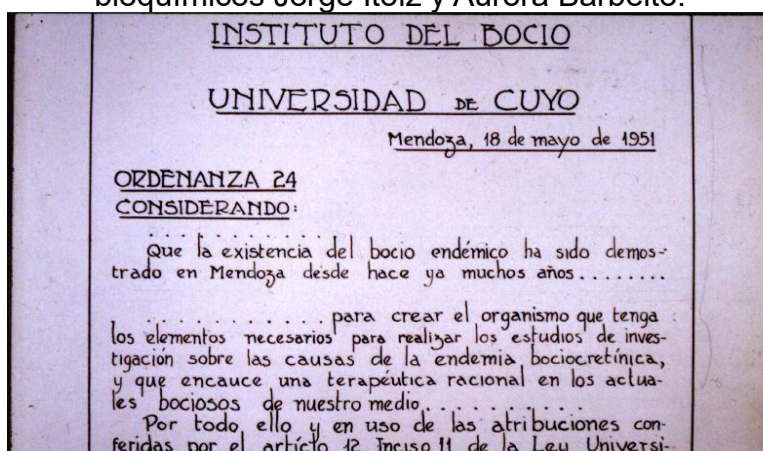 bioquímicos Jorge Itoiz y Aurora Barbeito.
INSTITUTO DEL BOCIO
UNIVERSIDAD DE CUYO
Mendoza, 18 de mayo de 1951
ORDENANZA 24
CONSIDERANDO:
. . . . . . . . . . . . . . . .
Que la existencia del bocio endémico ha sido demos-
trado en Mendoza desde hace ya muchos años........
. . . . . . . . . . . . para crear el organismo que tenga
los elementos necesarios para realizar los estudios de inves-
tigación sobre las causas de la endemia bociocretínica,
y que encauce una terapéutica racional en los actua-
les bociosos de nuestro medio. . . . . . . . . .
Por todo ello y en uso de las atribuciones con-
feridas por el artículo 12 Inciso 11 de la Ley Universi-